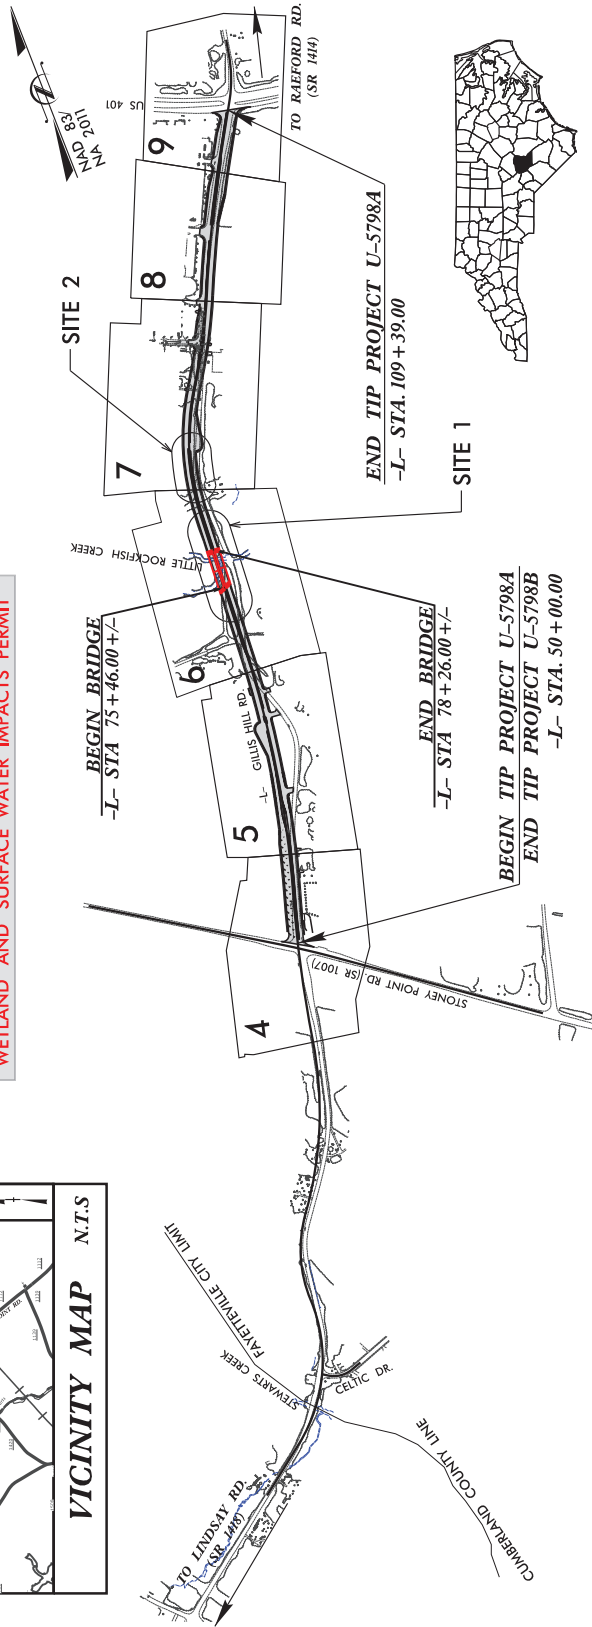 WETLAND AND SURFACE WATER IMPACTS PERMIT
VICINITY MAP N.T.S
NAD 83/
NA 2011
US 401
TO RAEFORD RD.
(SR 1414)
9
8
7
6
5
4
SITE 2
END TIP PROJECT U-5798A
-L- STA. 109 + 39.00
SITE 1
LITTLE ROCKFISH CREEK
BEGIN BRIDGE
-L- STA 75 + 46.00 +/-
END BRIDGE
-L- STA 78 + 26.00 +/-
-L- GILLIS HILL RD.
BEGIN TIP PROJECT U-5798A
END TIP PROJECT U-5798B
-L- STA. 50 + 00.00
STONEY POINT RD. (SR 1007)
FAYETTEVILLE CITY LIMIT
STEWARTS CREEK
CELTIC DR.
CUMBERLAND COUNTY LINE
TO LINDSAY RD.
(SR 1418)